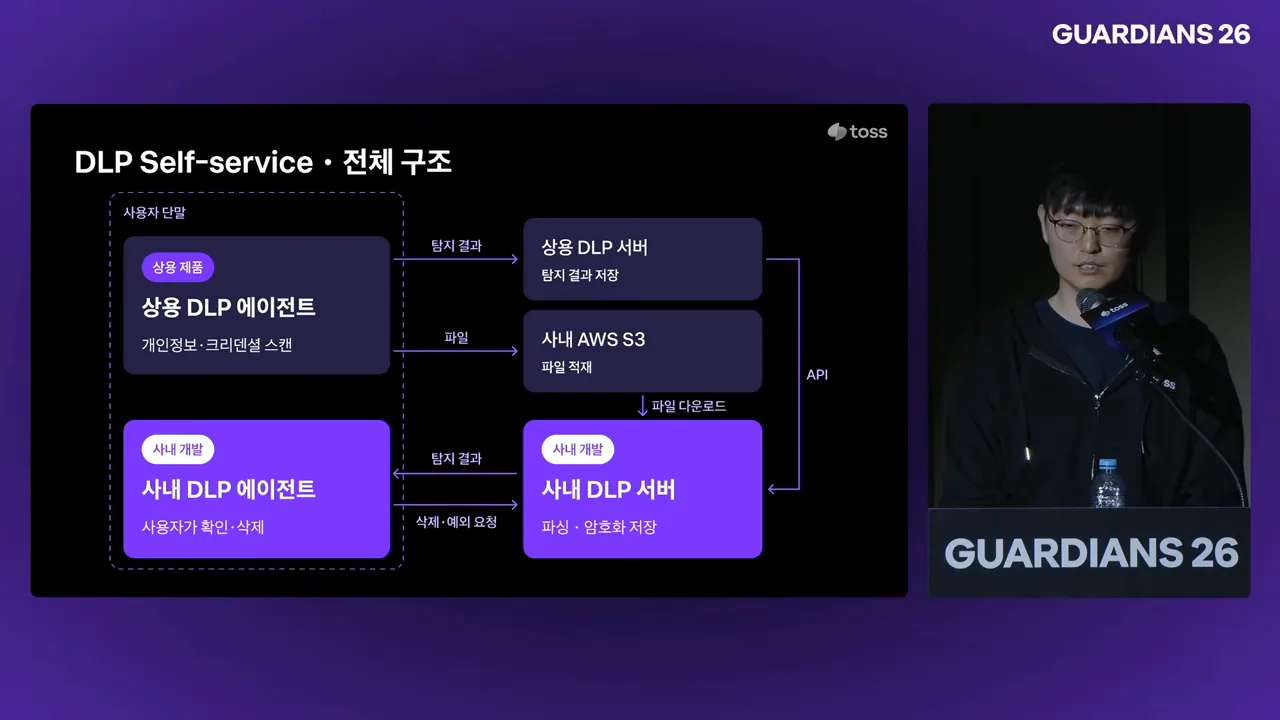 GUARDIANS 26
toss
DLP Self-service · 전체 구조
사용자 단말
상용 제품
상용 DLP 에이전트
개인정보 · 크리덴셜 스캔
탐지 결과
상용 DLP 서버
탐지 결과 저장
파일
사내 AWS S3
파일 적재
API
파일 다운로드
사내 개발
사내 DLP 에이전트
사용자가 확인 · 삭제
탐지 결과
삭제 · 예외 요청
사내 개발
사내 DLP 서버
파싱 · 암호화 저장
toss
ss
GUARDIANS 26